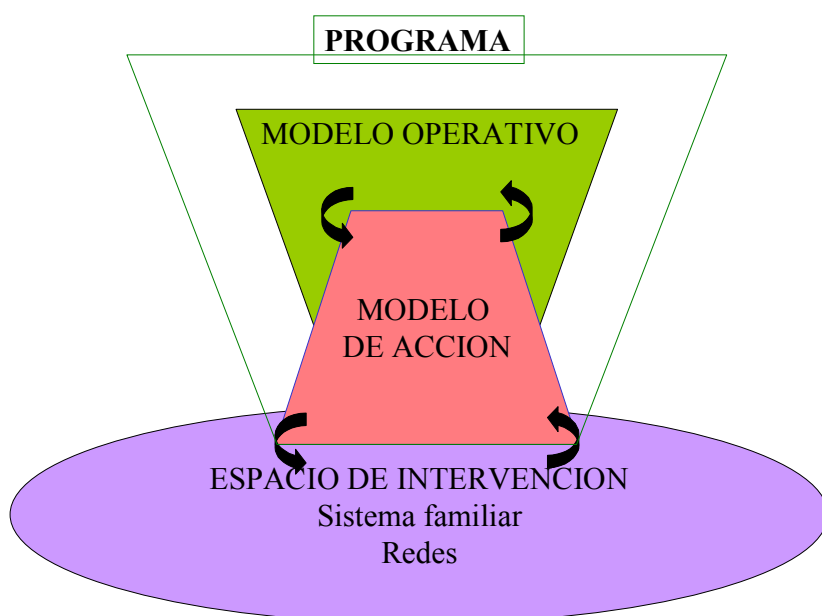 PROGRAMA
MODELO OPERATIVO
MODELO
DE ACCION
ESPACIO DE INTERVENCION
Sistema familiar
Redes